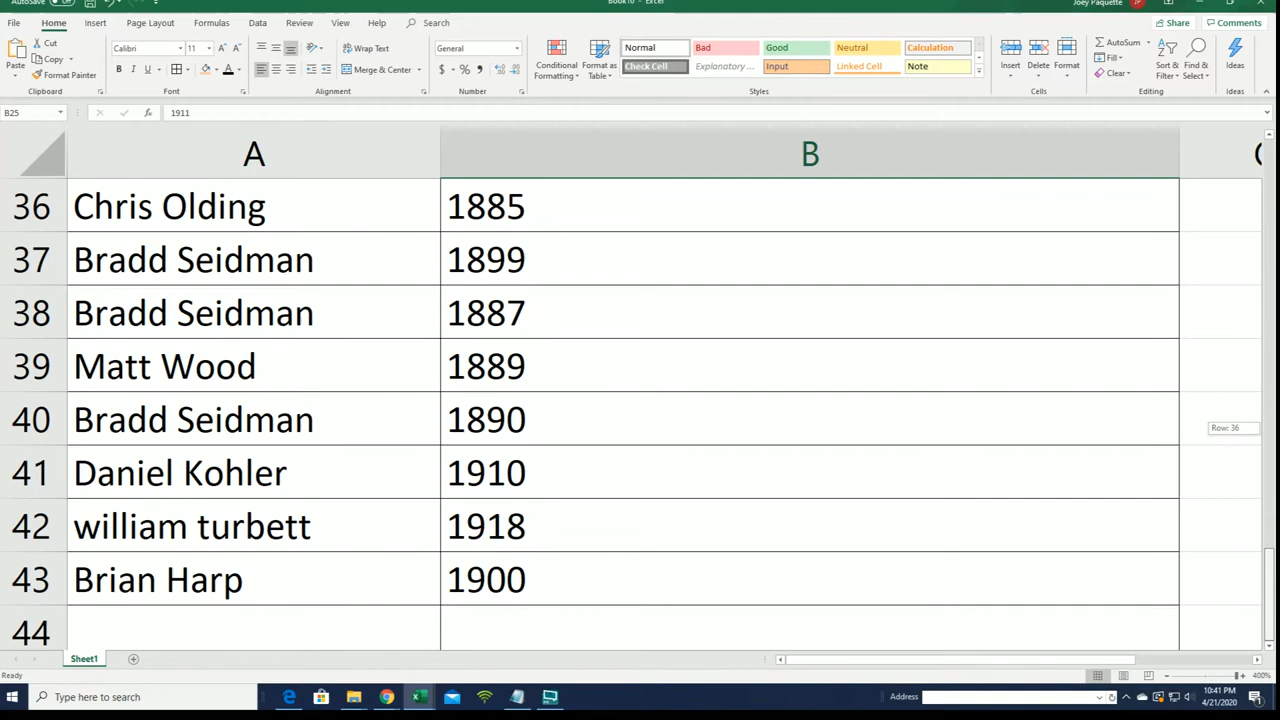 AutoSave Off Book10 - Excel Joey Paquette JP
File Home Insert Page Layout Formulas Data Review View Help Search Share Comments
Paste Cut Copy Format Painter Clipboard
Calibri 11 A A B I U A Font
Wrap Text Merge & Center Alignment
General $ % , Number
Conditional Formatting Format as Table
Normal Bad Good Neutral Calculation
Check Cell Explanatory ... Input Linked Cell Note
Styles
Insert Delete Format Cells
AutoSum Fill Clear Sort & Filter Find & Select Editing
Ideas Ideas
B25 fx 1911
A B
36 Chris Olding 1885
37 Bradd Seidman 1899
38 Bradd Seidman 1887
39 Matt Wood 1889
40 Bradd Seidman 1890
Row: 36
41 Daniel Kohler 1910
42 william turbett 1918
43 Brian Harp 1900
44
Sheet1
Ready 400%
Type here to search Address 10:41 PM
4/21/2020